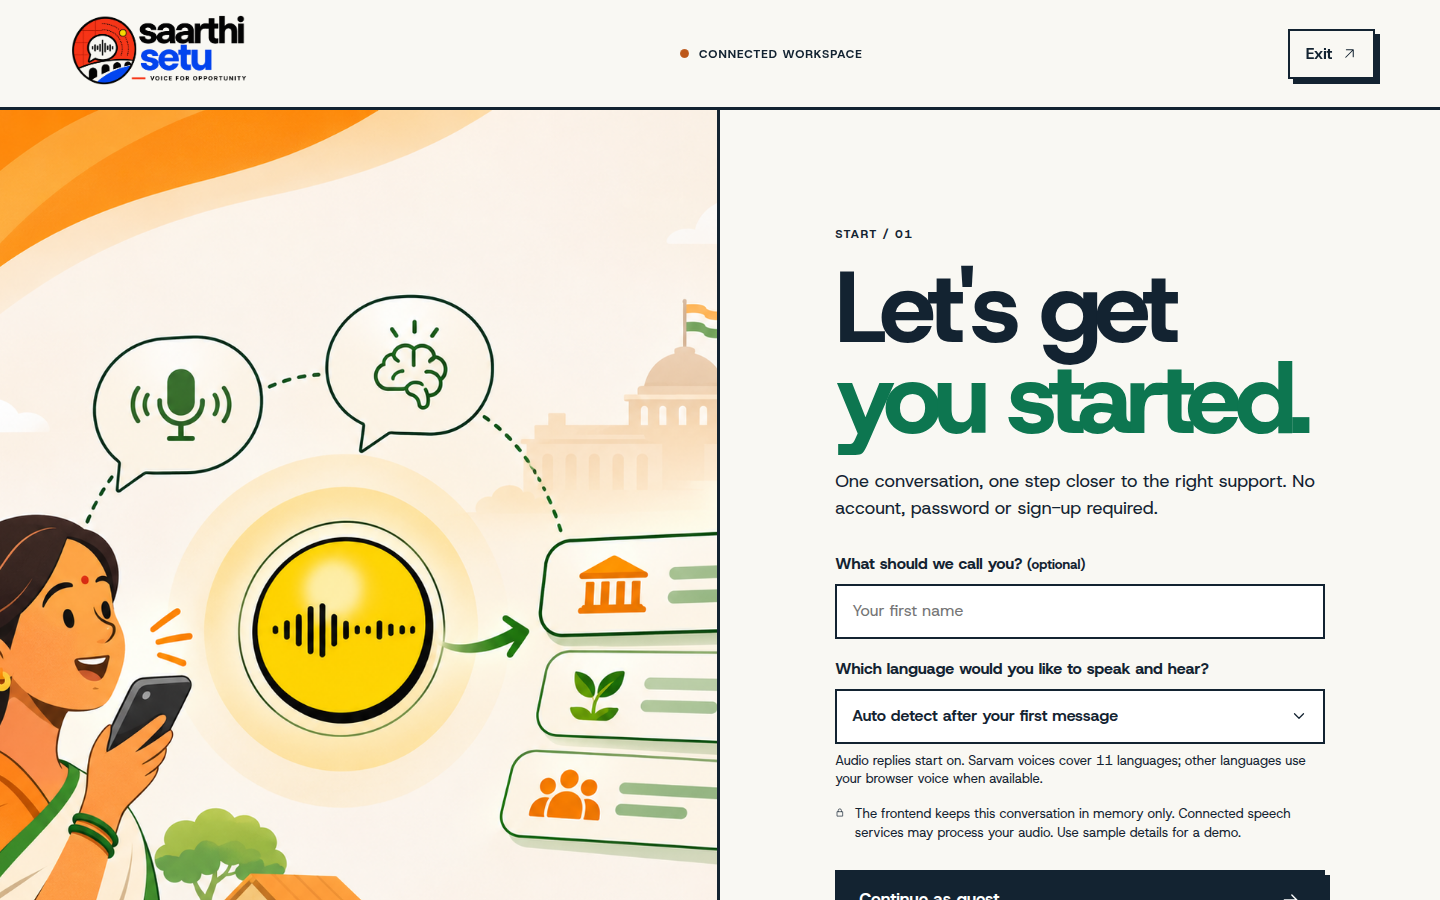 saarthi
setu
VOICE FOR OPPORTUNITY
CONNECTED WORKSPACE
Exit
START / 01
Let's get
you started.
One conversation, one step closer to the right support. No
account, password or sign-up required.
What should we call you? (optional)
Your first name
Which language would you like to speak and hear?
Auto detect after your first message
Audio replies start on. Sarvam voices cover 11 languages; other languages use
your browser voice when available.
The frontend keeps this conversation in memory only. Connected speech
services may process your audio. Use sample details for a demo.
Continue as guest